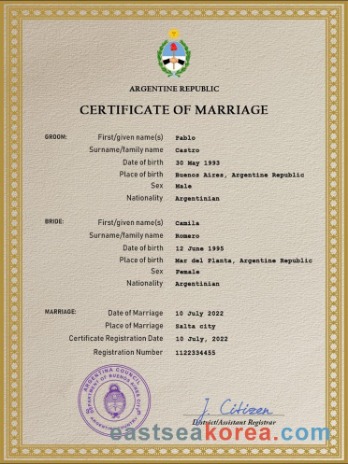 ARGENTINE REPUBLIC
CERTIFICATE OF MARRIAGE
GROOM: First/given name(s) Pablo
Surname/family name Castro
Date of birth 30 May 1993
Place of birth Buenos Aires, Argentine Republic
Sex Male
Nationality Argentinian
BRIDE: First/given name(s) Camila
Surname/family name Romero
Date of birth 12 June 1995
Place of birth Mar del Planta, Argentine Republic
Sex Female
Nationality Argentinian
MARRIAGE: Date of Marriage 10 July 2022
Place of Marriage Salta city
Certificate Registration Date 10 July, 2022
Registration Number 1122334455
ARGENTINA COUNCIL
J. Citizen
District/Assistant Registrar
eastseakorea.com